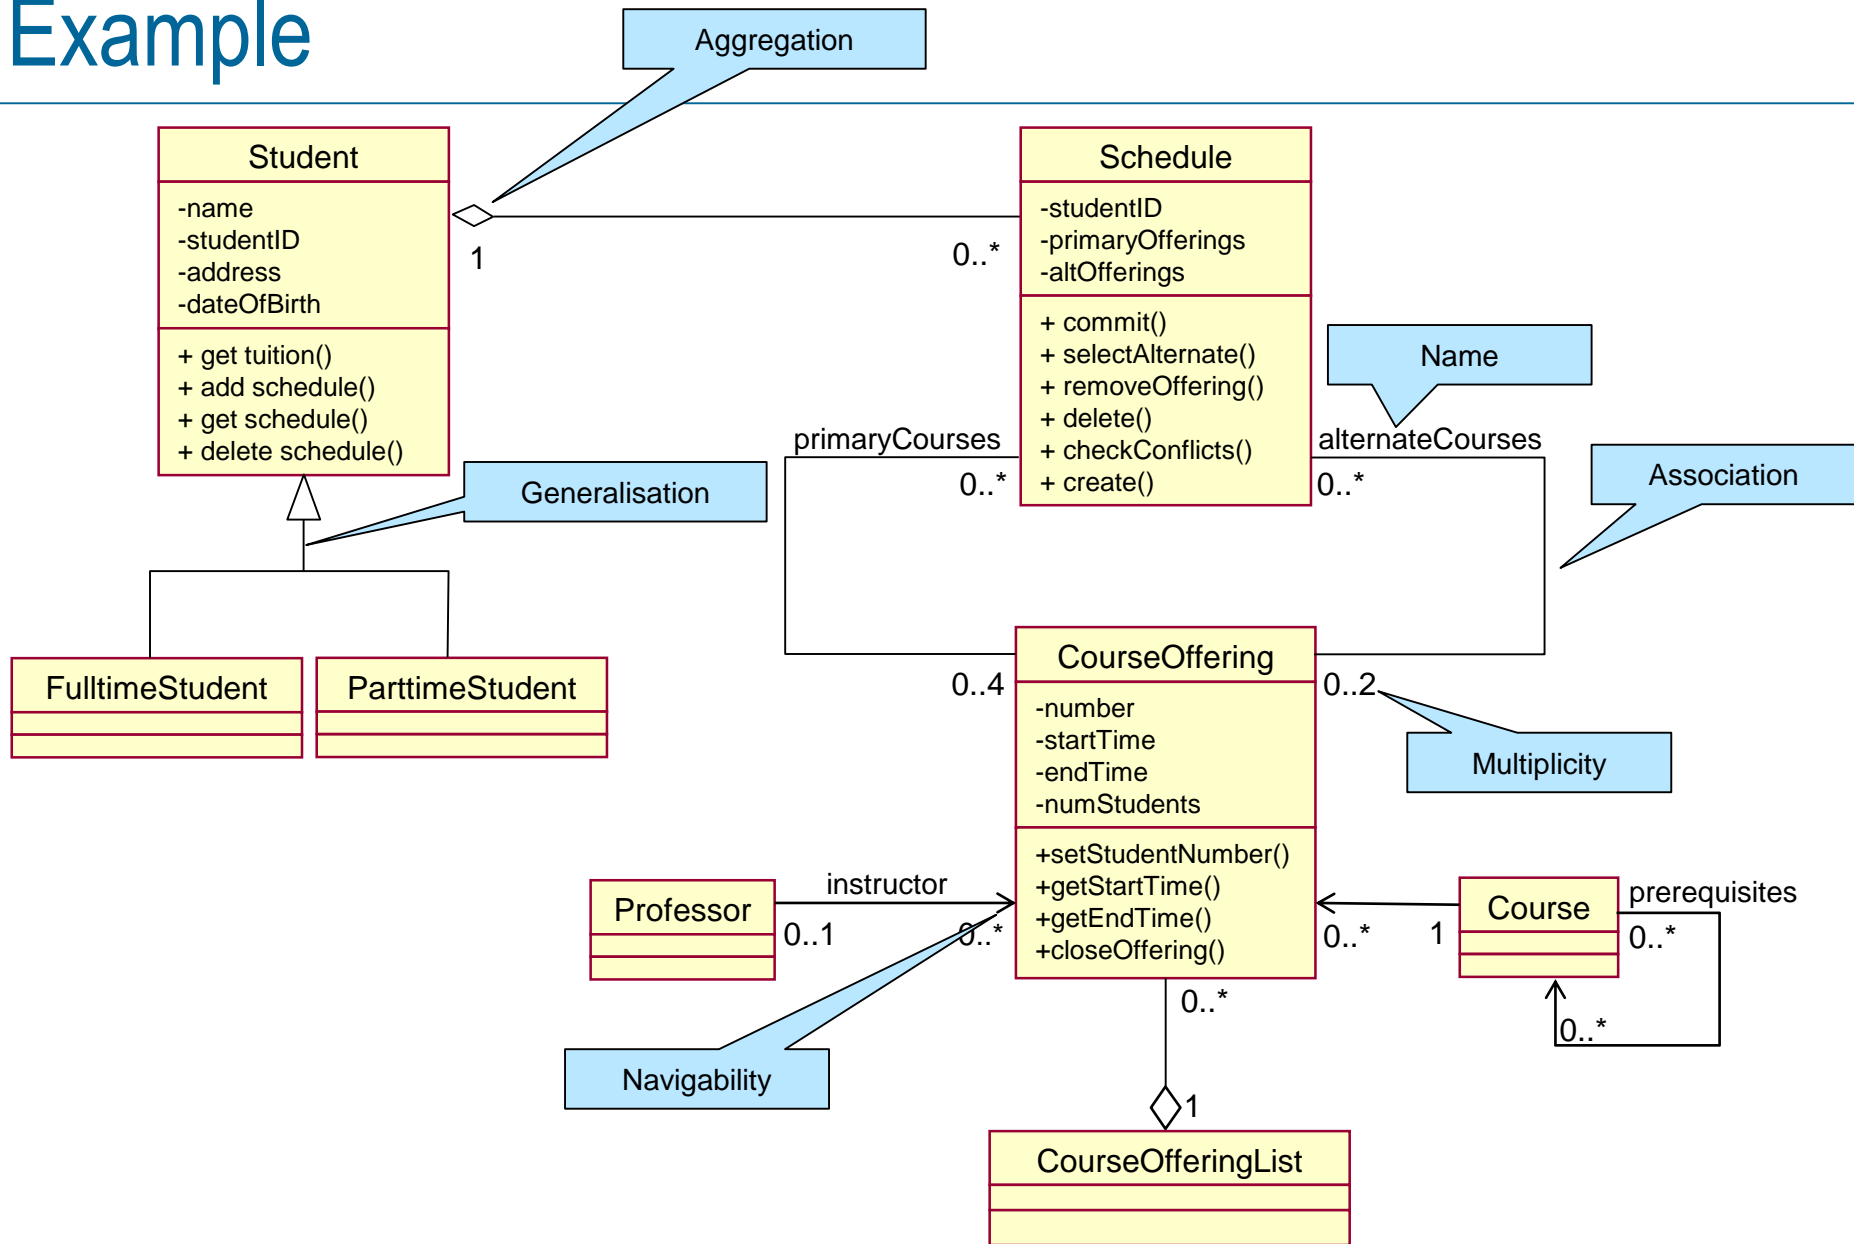 Example
Aggregation
Student
-name
-studentID
-address
-dateOfBirth
+ get tuition()
+ add schedule()
+ get schedule()
+ delete schedule()
1
0..*
Schedule
-studentID
-primaryOfferings
-altOfferings
+ commit()
+ selectAlternate()
+ removeOffering()
+ delete()
+ checkConflicts()
+ create()
Name
primaryCourses
0..*
alternateCourses
0..*
Association
Generalisation
FulltimeStudent
ParttimeStudent
0..4
CourseOffering
-number
-startTime
-endTime
-numStudents
+setStudentNumber()
+getStartTime()
+getEndTime()
+closeOffering()
0..2
Multiplicity
Professor
instructor
0..1
0..*
0..*
1
Course
prerequisites
0..*
0..*
0..*
Navigability
1
CourseOfferingList